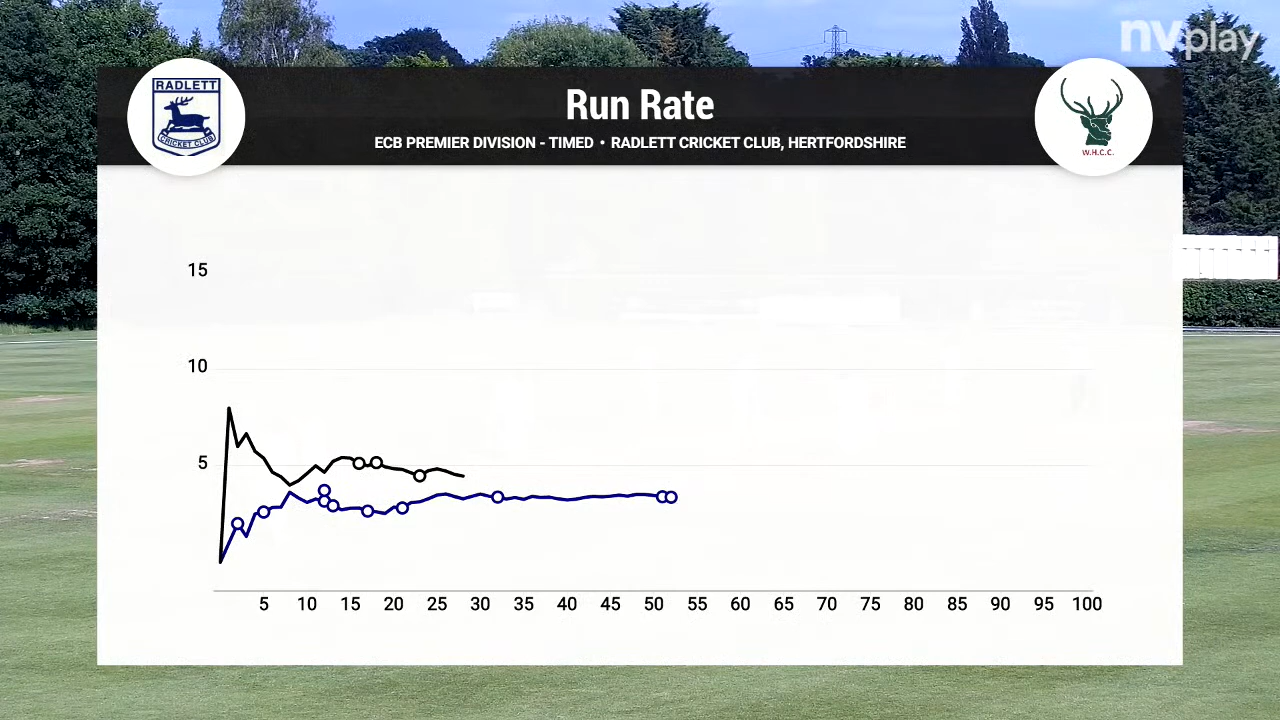 nvplay
RADLETT
CRICKET CLUB
Run Rate
ECB PREMIER DIVISION - TIMED • RADLETT CRICKET CLUB, HERTFORDSHIRE
W.H.C.C.
15
10
5
5 10 15 20 25 30 35 40 45 50 55 60 65 70 75 80 85 90 95 100